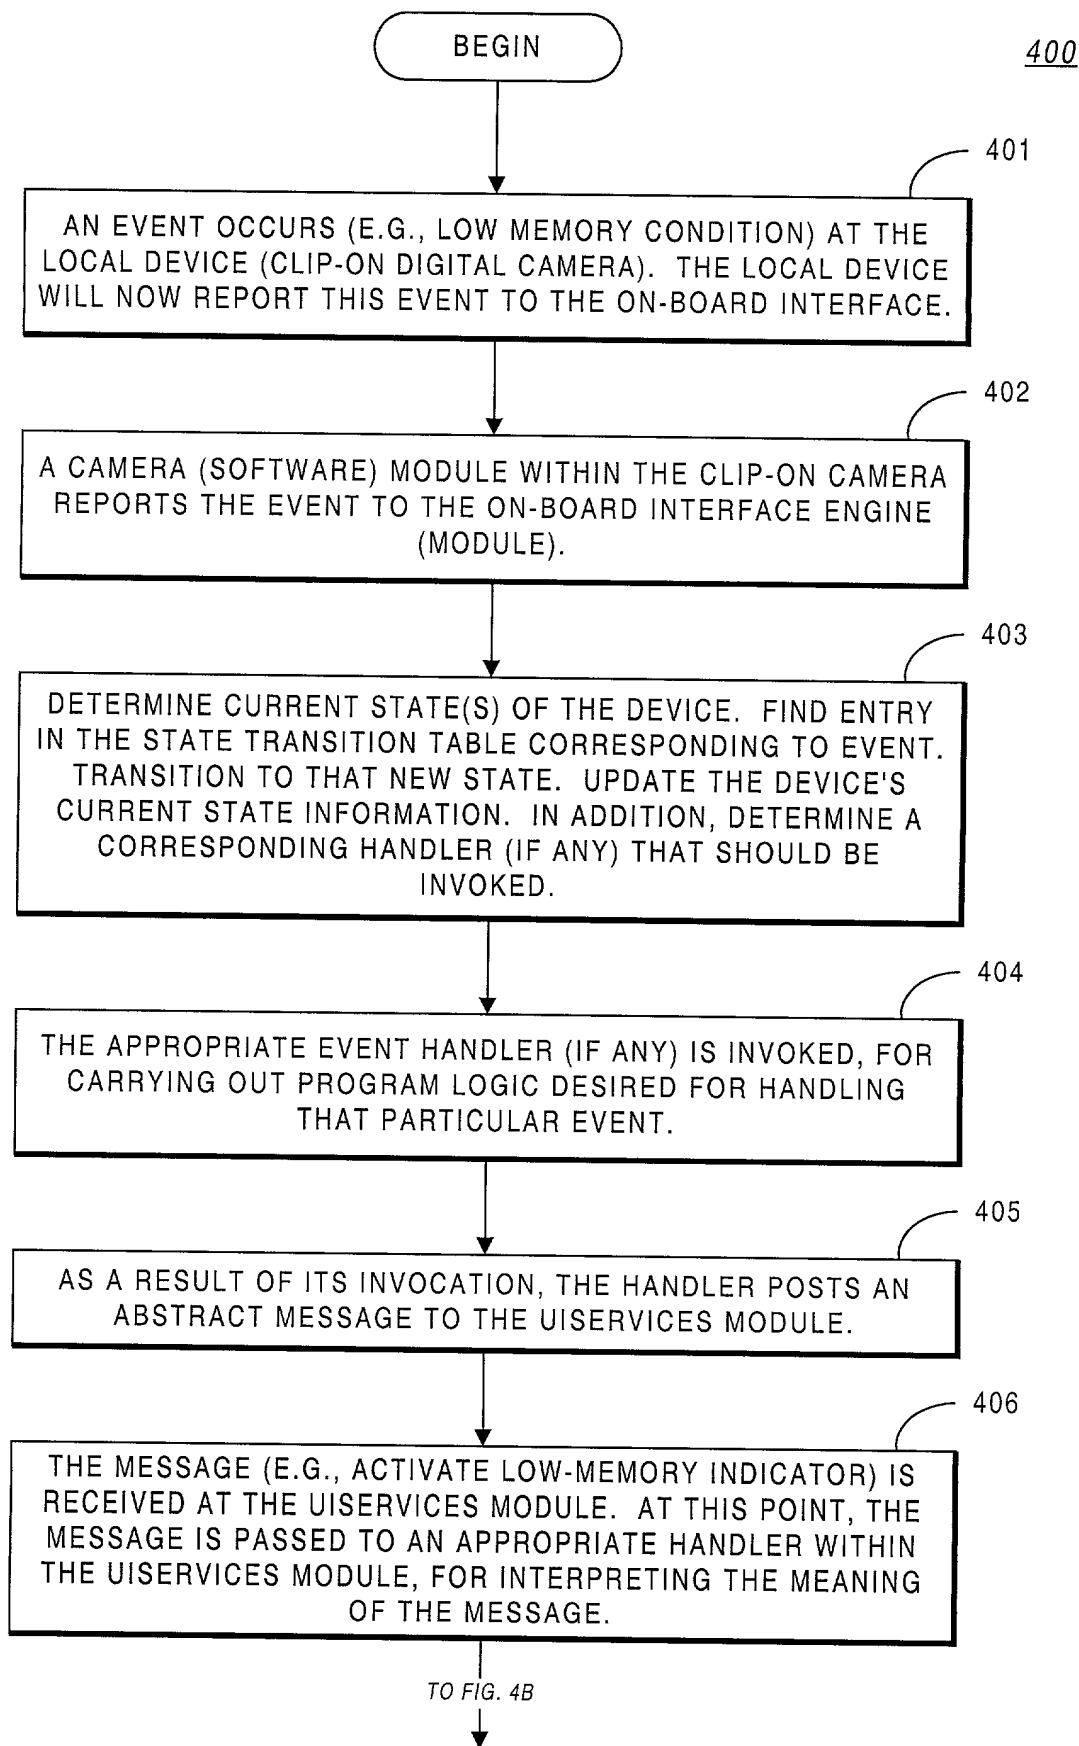 BEGIN
400
401
AN EVENT OCCURS (E.G., LOW MEMORY CONDITION) AT THE
LOCAL DEVICE (CLIP-ON DIGITAL CAMERA). THE LOCAL DEVICE
WILL NOW REPORT THIS EVENT TO THE ON-BOARD INTERFACE.
402
A CAMERA (SOFTWARE) MODULE WITHIN THE CLIP-ON CAMERA
REPORTS THE EVENT TO THE ON-BOARD INTERFACE ENGINE
(MODULE).
403
DETERMINE CURRENT STATE(S) OF THE DEVICE. FIND ENTRY
IN THE STATE TRANSITION TABLE CORRESPONDING TO EVENT.
TRANSITION TO THAT NEW STATE. UPDATE THE DEVICE'S
CURRENT STATE INFORMATION. IN ADDITION, DETERMINE A
CORRESPONDING HANDLER (IF ANY) THAT SHOULD BE
INVOKED.
404
THE APPROPRIATE EVENT HANDLER (IF ANY) IS INVOKED, FOR
CARRYING OUT PROGRAM LOGIC DESIRED FOR HANDLING
THAT PARTICULAR EVENT.
405
AS A RESULT OF ITS INVOCATION, THE HANDLER POSTS AN
ABSTRACT MESSAGE TO THE UISERVICES MODULE.
406
THE MESSAGE (E.G., ACTIVATE LOW-MEMORY INDICATOR) IS
RECEIVED AT THE UISERVICES MODULE. AT THIS POINT, THE
MESSAGE IS PASSED TO AN APPROPRIATE HANDLER WITHIN
THE UISERVICES MODULE, FOR INTERPRETING THE MEANING
OF THE MESSAGE.
TO FIG. 4B